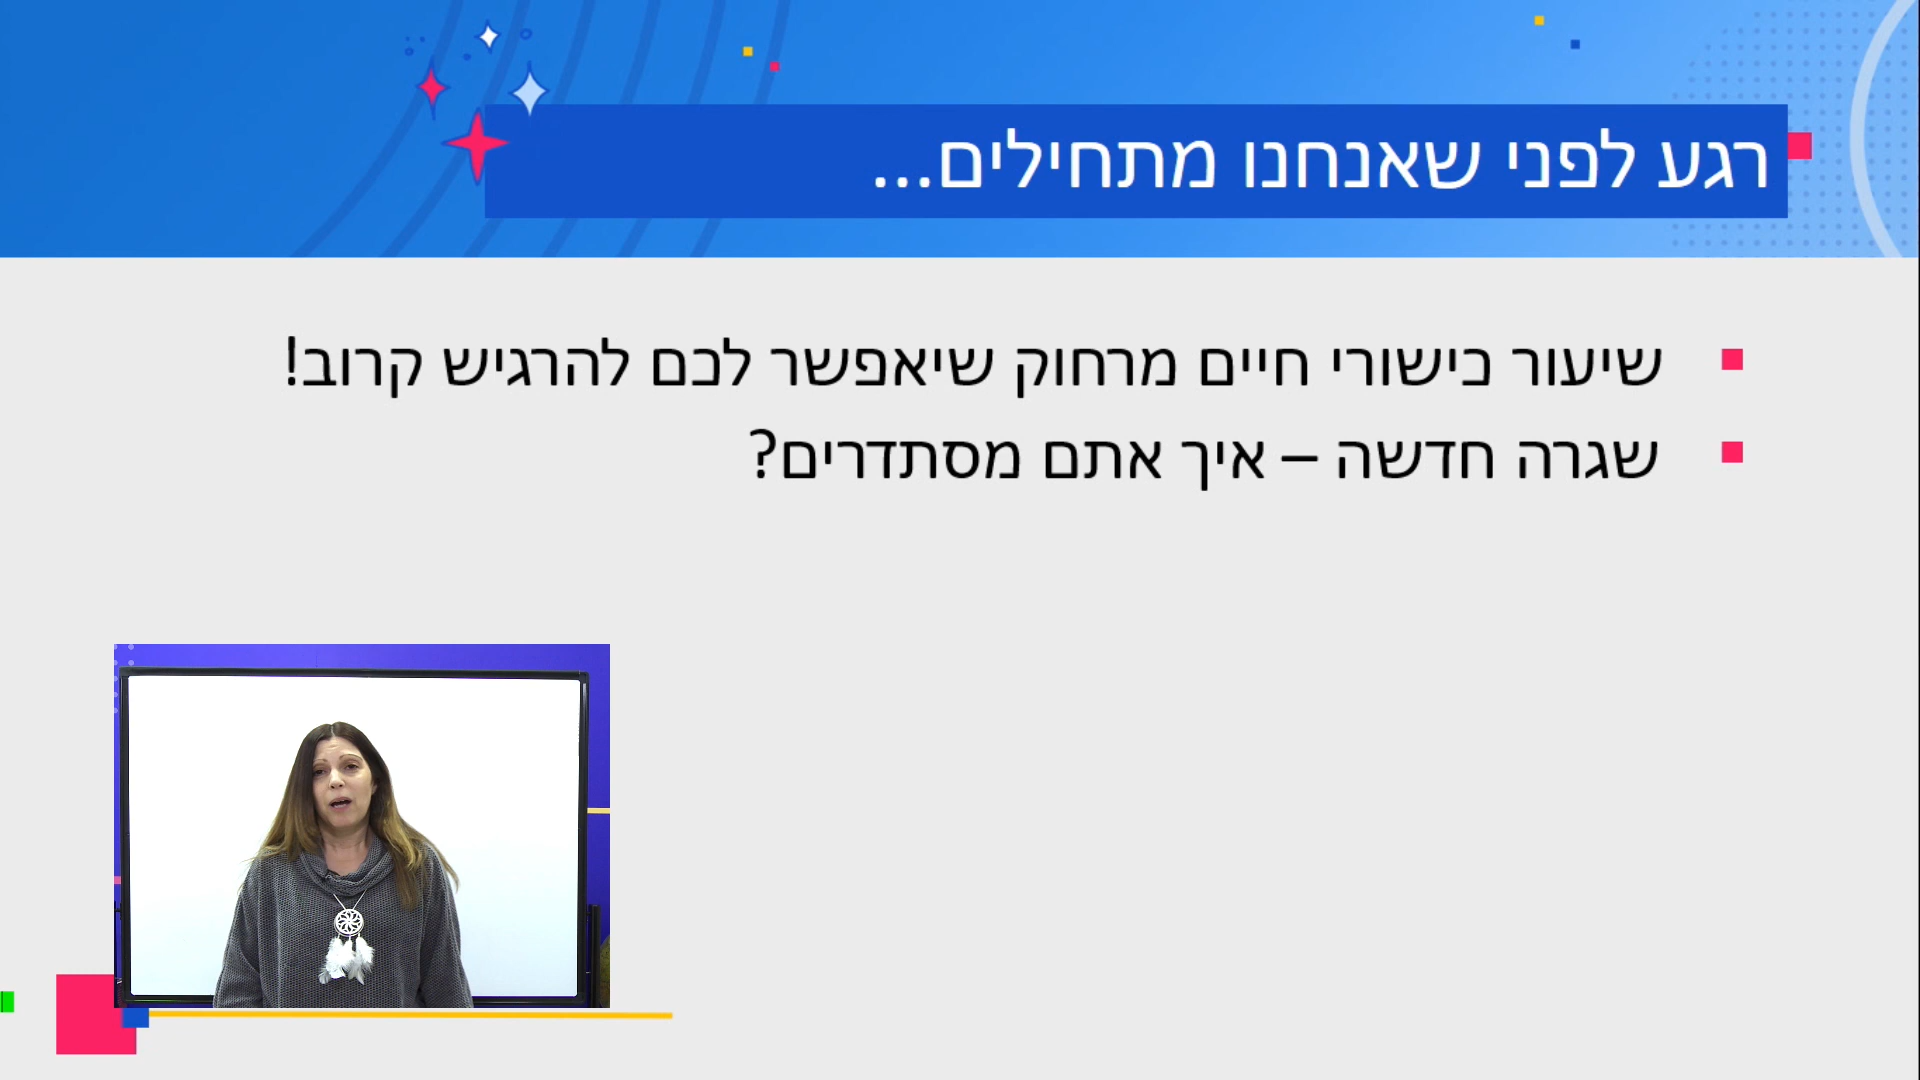 רגע לפני שאנחנו מתחילים...
שיעור כישורי חיים מרחוק שיאפשר לכם להרגיש קרוב!
שגרה חדשה – איך אתם מסתדרים?